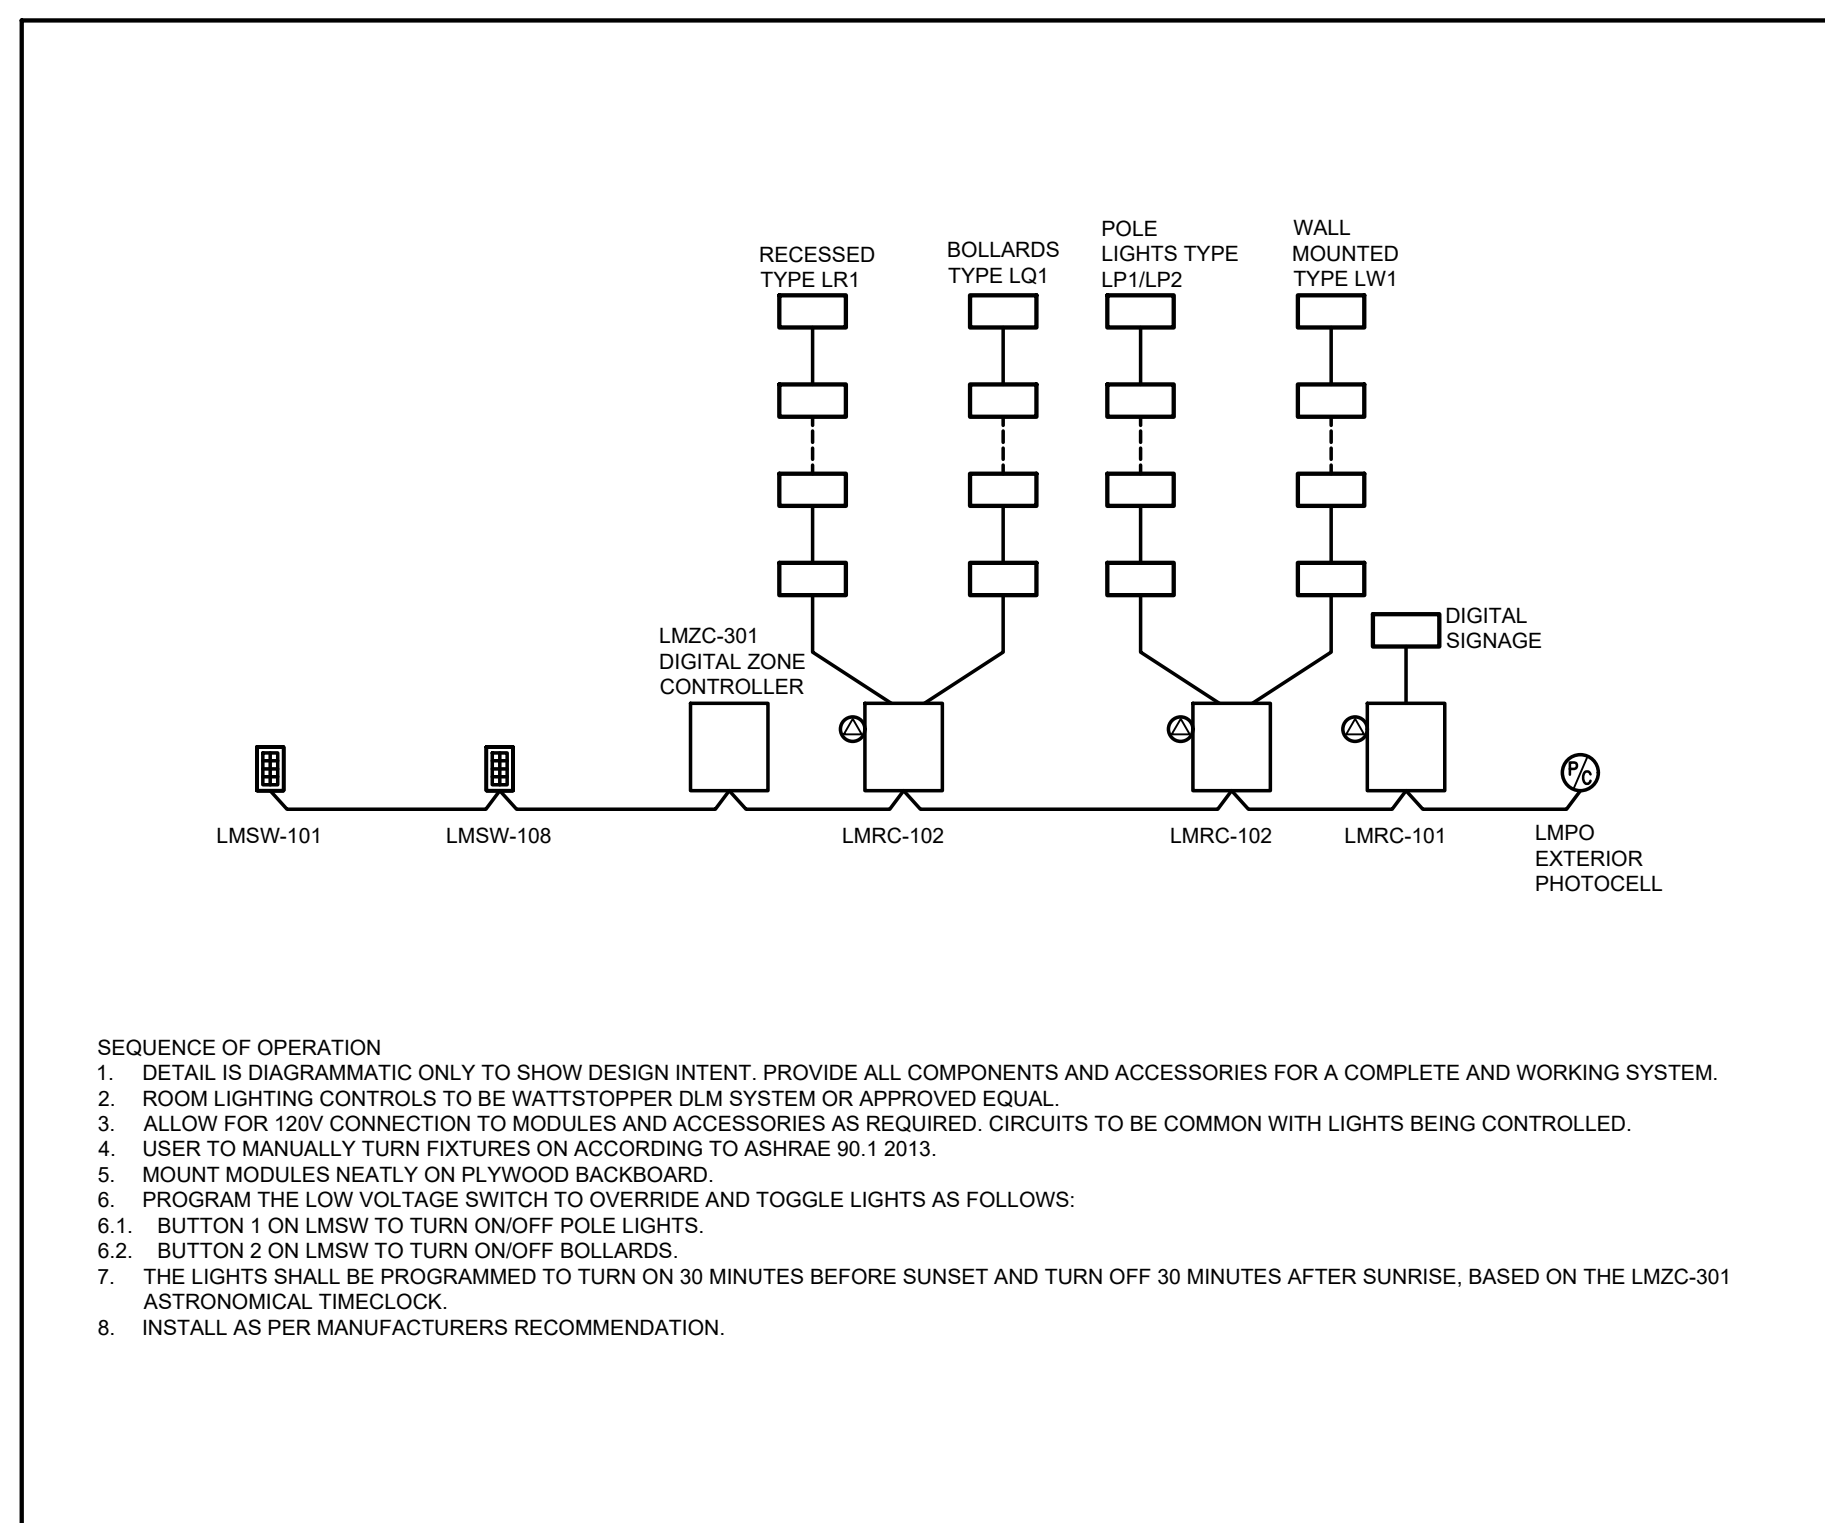 RECESSED
TYPE LR1
BOLLARDS
TYPE LQ1
POLE
LIGHTS TYPE
LP1/LP2
WALL
MOUNTED
TYPE LW1
DIGITAL
SIGNAGE
LMZC-301
DIGITAL ZONE
CONTROLLER
P/C
LMSW-101
LMSW-108
LMRC-102
LMRC-102
LMRC-101
LMPO
EXTERIOR
PHOTOCELL
SEQUENCE OF OPERATION
1. DETAIL IS DIAGRAMMATIC ONLY TO SHOW DESIGN INTENT. PROVIDE ALL COMPONENTS AND ACCESSORIES FOR A COMPLETE AND WORKING SYSTEM.
2. ROOM LIGHTING CONTROLS TO BE WATTSTOPPER DLM SYSTEM OR APPROVED EQUAL.
3. ALLOW FOR 120V CONNECTION TO MODULES AND ACCESSORIES AS REQUIRED. CIRCUITS TO BE COMMON WITH LIGHTS BEING CONTROLLED.
4. USER TO MANUALLY TURN FIXTURES ON ACCORDING TO ASHRAE 90.1 2013.
5. MOUNT MODULES NEATLY ON PLYWOOD BACKBOARD.
6. PROGRAM THE LOW VOLTAGE SWITCH TO OVERRIDE AND TOGGLE LIGHTS AS FOLLOWS:
6.1. BUTTON 1 ON LMSW TO TURN ON/OFF POLE LIGHTS.
6.2. BUTTON 2 ON LMSW TO TURN ON/OFF BOLLARDS.
7. THE LIGHTS SHALL BE PROGRAMMED TO TURN ON 30 MINUTES BEFORE SUNSET AND TURN OFF 30 MINUTES AFTER SUNRISE, BASED ON THE LMZC-301
ASTRONOMICAL TIMECLOCK.
8. INSTALL AS PER MANUFACTURERS RECOMMENDATION.